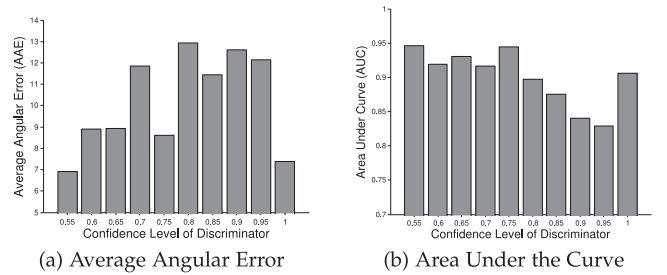 14
13
12
11
10
9
8
7
6
5
Average Angular Error (AAE)
0.55 0.6 0.65 0.7 0.75 0.8 0.85 0.9 0.95 1
Confidence Level of Discriminator
(a) Average Angular Error
1
0.95
0.9
0.85
0.8
0.75
0.7
Area Under Curve (AUC)
0.55 0.6 0.65 0.7 0.75 0.8 0.85 0.9 0.95 1
Confidence Level of Discriminator
(b) Area Under the Curve